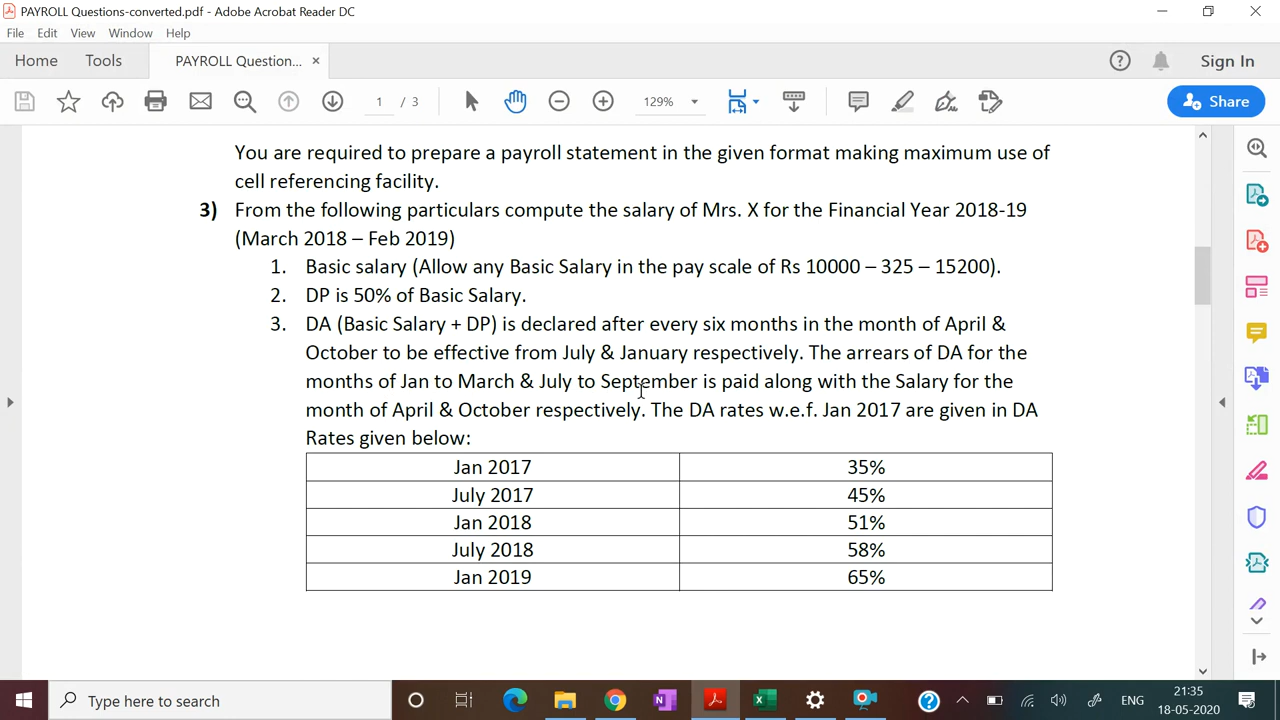 PAYROLL Questions-converted.pdf - Adobe Acrobat Reader DC
File Edit View Window Help
Home Tools PAYROLL Question... × Sign In
1 / 3 129% Share
You are required to prepare a payroll statement in the given format making maximum use of
cell referencing facility.
3) From the following particulars compute the salary of Mrs. X for the Financial Year 2018-19
(March 2018 – Feb 2019)
1. Basic salary (Allow any Basic Salary in the pay scale of Rs 10000 – 325 – 15200).
2. DP is 50% of Basic Salary.
3. DA (Basic Salary + DP) is declared after every six months in the month of April &
October to be effective from July & January respectively. The arrears of DA for the
months of Jan to March & July to September is paid along with the Salary for the
month of April & October respectively. The DA rates w.e.f. Jan 2017 are given in DA
Rates given below:
Jan 2017 35%
July 2017 45%
Jan 2018 51%
July 2018 58%
Jan 2019 65%
Type here to search
ENG
21:35
18-05-2020